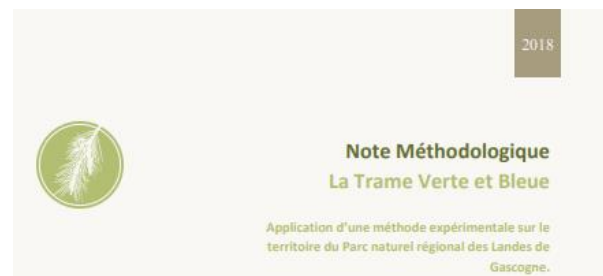 2018
Note Méthodologique
La Trame Verte et Bleue
Application d'une méthode expérimentale sur le
territoire du Parc naturel régional des Landes de
Gascogne.